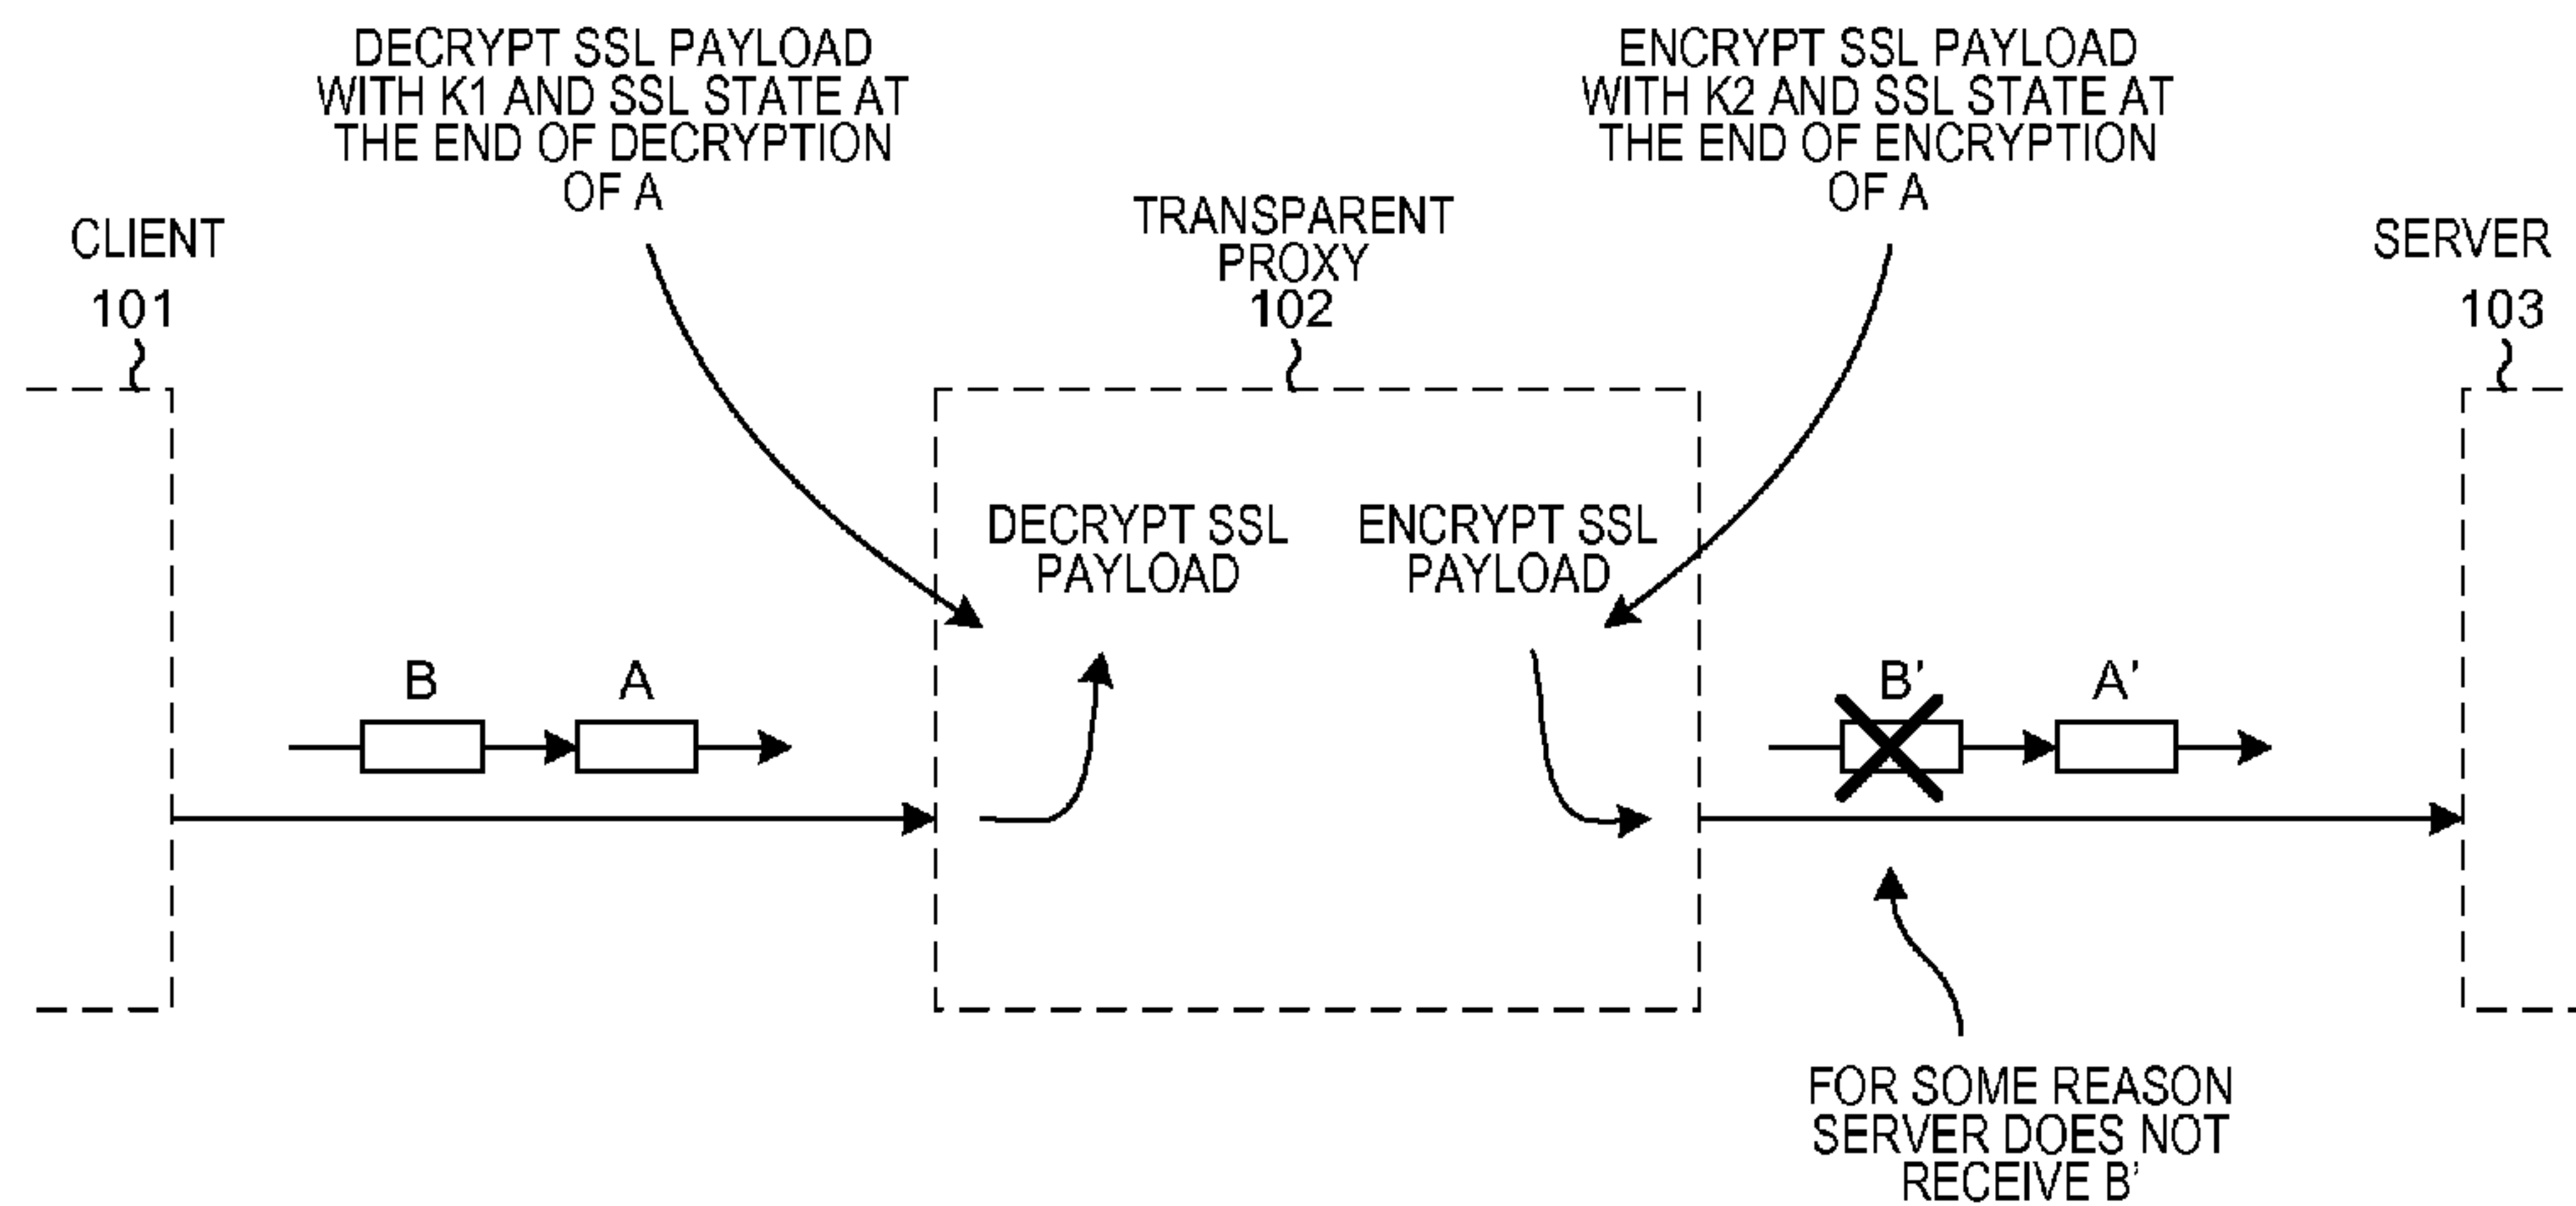 DECRYPT SSL PAYLOAD
WITH K1 AND SSL STATE AT
THE END OF DECRYPTION
OF A
ENCRYPT SSL PAYLOAD
WITH K2 AND SSL STATE AT
THE END OF ENCRYPTION
OF A
CLIENT
101
TRANSPARENT
PROXY
102
SERVER
103
DECRYPT SSL
PAYLOAD
ENCRYPT SSL
PAYLOAD
B
A
B'
A'
FOR SOME REASON
SERVER DOES NOT
RECEIVE B'